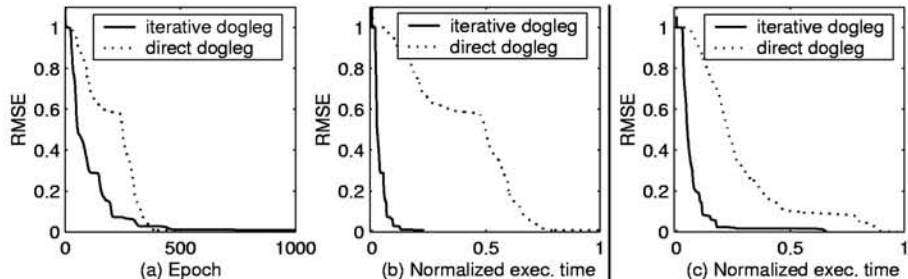 RMSE
1
0.8
0.6
0.4
0.2
0
iterative dogleg
direct dogleg
0
500
1000
(a) Epoch
RMSE
1
0.8
0.6
0.4
0.2
0
iterative dogleg
direct dogleg
0
0.5
1
(b) Normalized exec. time
RMSE
1
0.8
0.6
0.4
0.2
0
iterative dogleg
direct dogleg
0
0.5
1
(c) Normalized exec. time